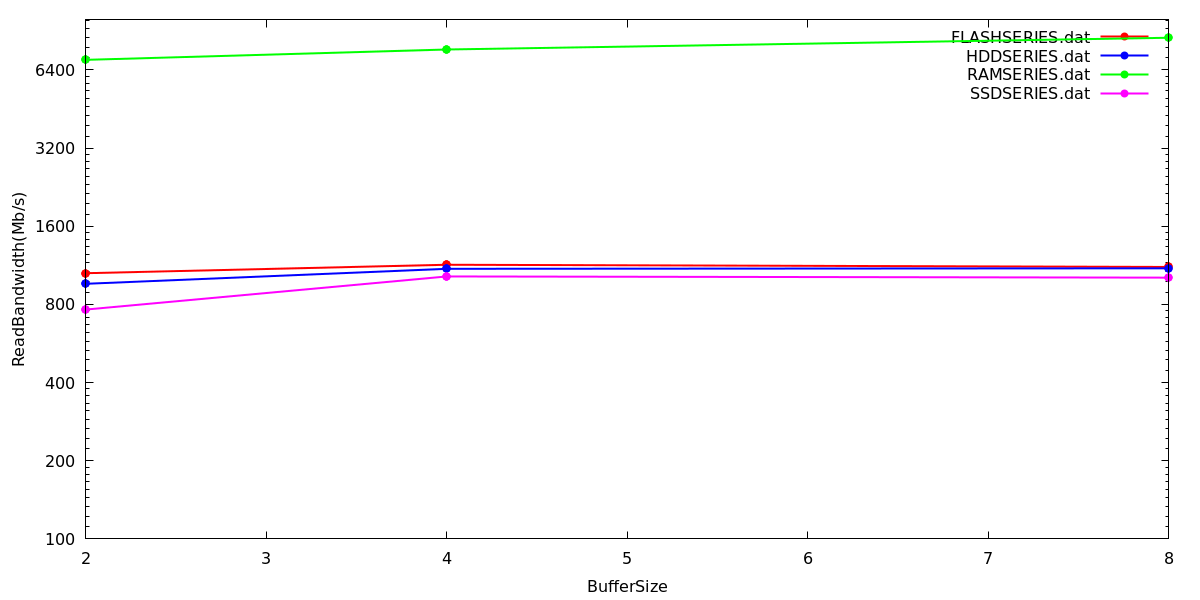 FLASHSERIES.dat
HDDSERIES.dat
RAMSERIES.dat
SSDSERIES.dat
6400
3200
1600
800
400
200
100
ReadBandwidth(Mb/s)
2 3 4 5 6 7 8
BufferSize